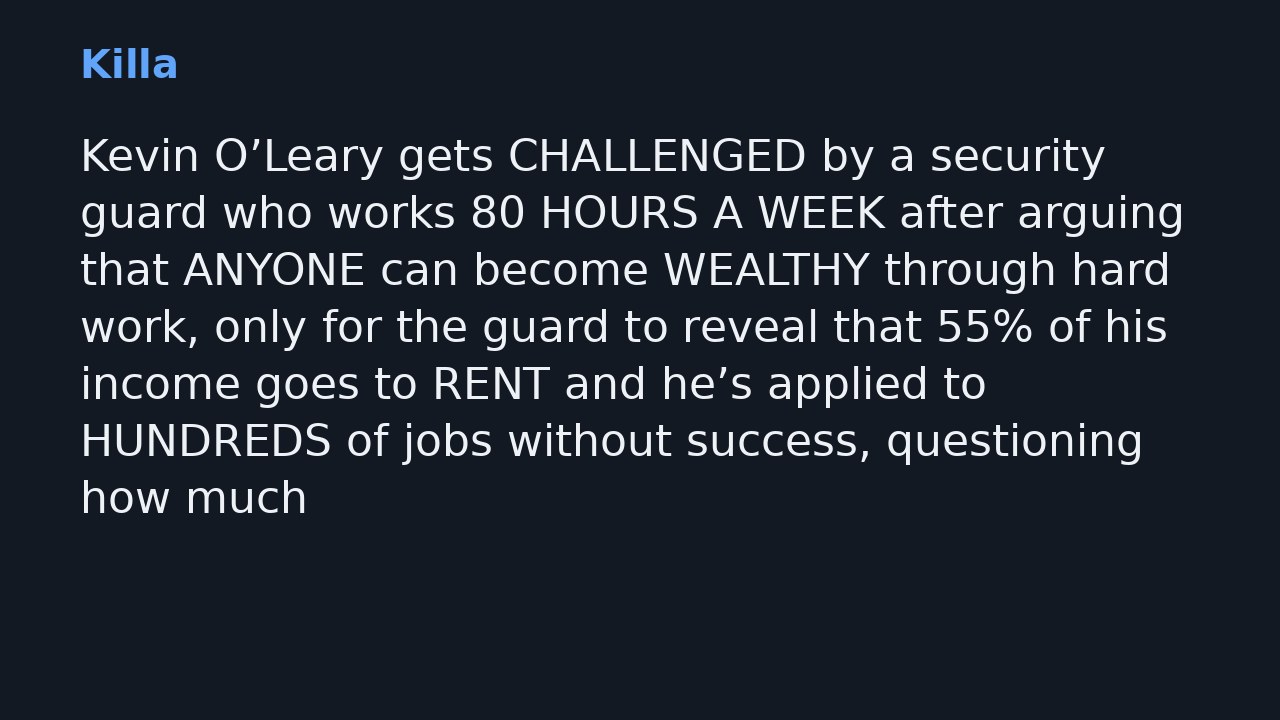 Killa
Kevin O’Leary gets CHALLENGED by a security
guard who works 80 HOURS A WEEK after arguing
that ANYONE can become WEALTHY through hard
work, only for the guard to reveal that 55% of his
income goes to RENT and he’s applied to
HUNDREDS of jobs without success, questioning
how much